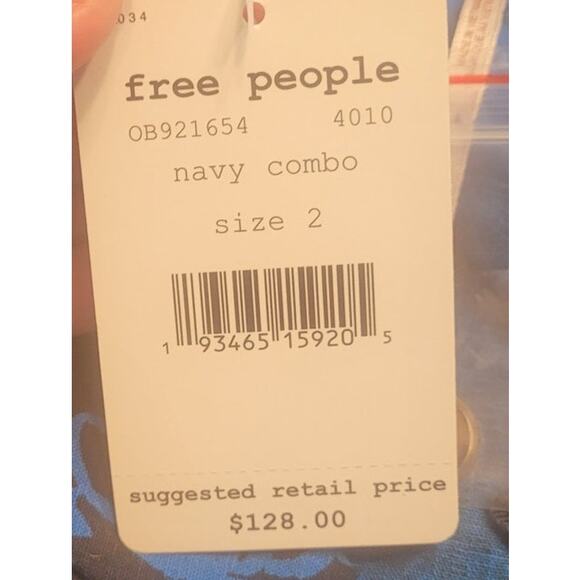 034
free people
OB921654 4010
navy combo
size 2
1 93465 15920 5
suggested retail price
$128.00